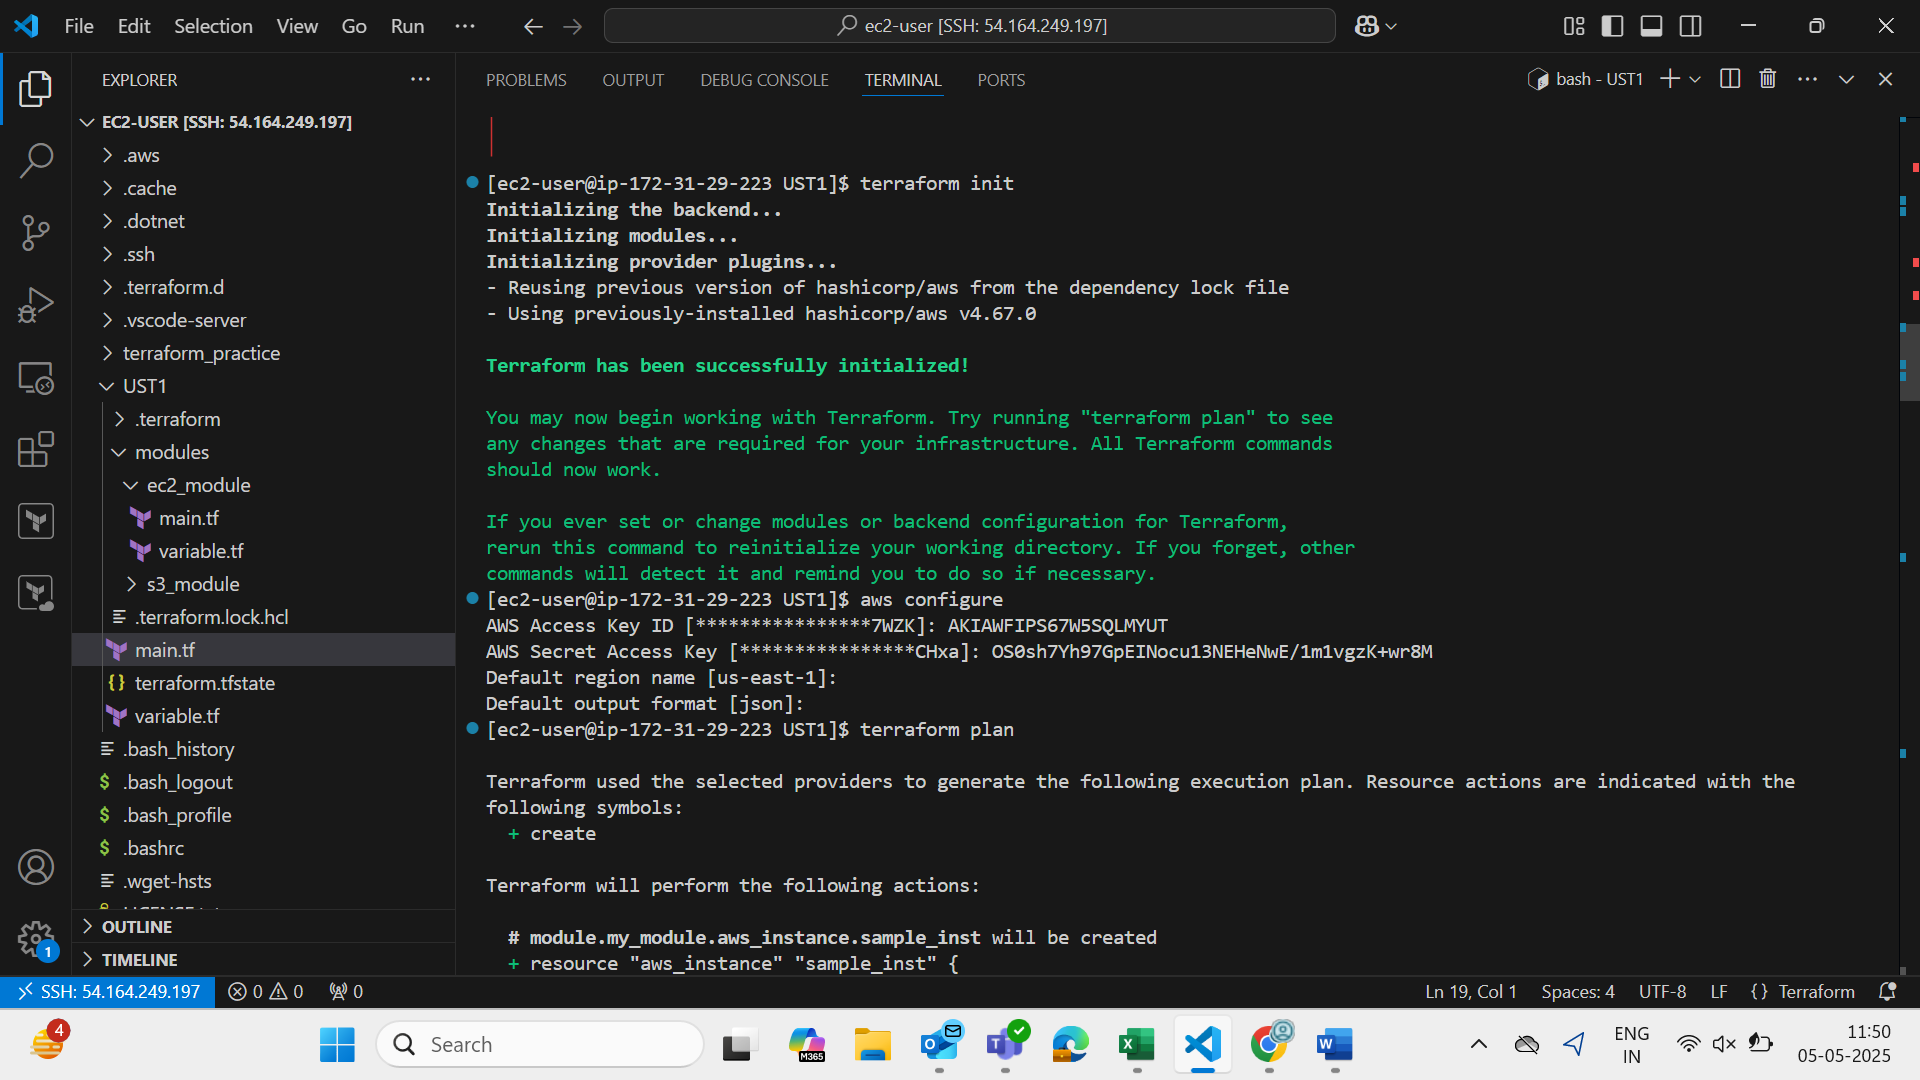 File Edit Selection View Go Run ···
ec2-user [SSH: 54.164.249.197]
EXPLORER
PROBLEMS OUTPUT DEBUG CONSOLE TERMINAL PORTS
bash - UST1
EC2-USER [SSH: 54.164.249.197]
.aws
.cache
.dotnet
.ssh
.terraform.d
.vscode-server
terraform_practice
UST1
.terraform
modules
ec2_module
main.tf
variable.tf
s3_module
.terraform.lock.hcl
main.tf
terraform.tfstate
variable.tf
.bash_history
$ .bash_logout
$ .bash_profile
$ .bashrc
.wget-hsts
OUTLINE
TIMELINE
[ec2-user@ip-172-31-29-223 UST1]$ terraform init
Initializing the backend...
Initializing modules...
Initializing provider plugins...
- Reusing previous version of hashicorp/aws from the dependency lock file
- Using previously-installed hashicorp/aws v4.67.0
Terraform has been successfully initialized!
You may now begin working with Terraform. Try running "terraform plan" to see
any changes that are required for your infrastructure. All Terraform commands
should now work.
If you ever set or change modules or backend configuration for Terraform,
rerun this command to reinitialize your working directory. If you forget, other
commands will detect it and remind you to do so if necessary.
[ec2-user@ip-172-31-29-223 UST1]$ aws configure
AWS Access Key ID [****************7WZK]: AKIAWFIPS67W5SQLMYUT
AWS Secret Access Key [****************CHxa]: 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
Default region name [us-east-1]:
Default output format [json]:
[ec2-user@ip-172-31-29-223 UST1]$ terraform plan
Terraform used the selected providers to generate the following execution plan. Resource actions are indicated with the
following symbols:
+ create
Terraform will perform the following actions:
# module.my_module.aws_instance.sample_inst will be created
+ resource "aws_instance" "sample_inst" {
1
SSH: 54.164.249.197 0 0 0
Ln 19, Col 1 Spaces: 4 UTF-8 LF {} Terraform
4
Search
M365
ENG
IN
11:50
05-05-2025